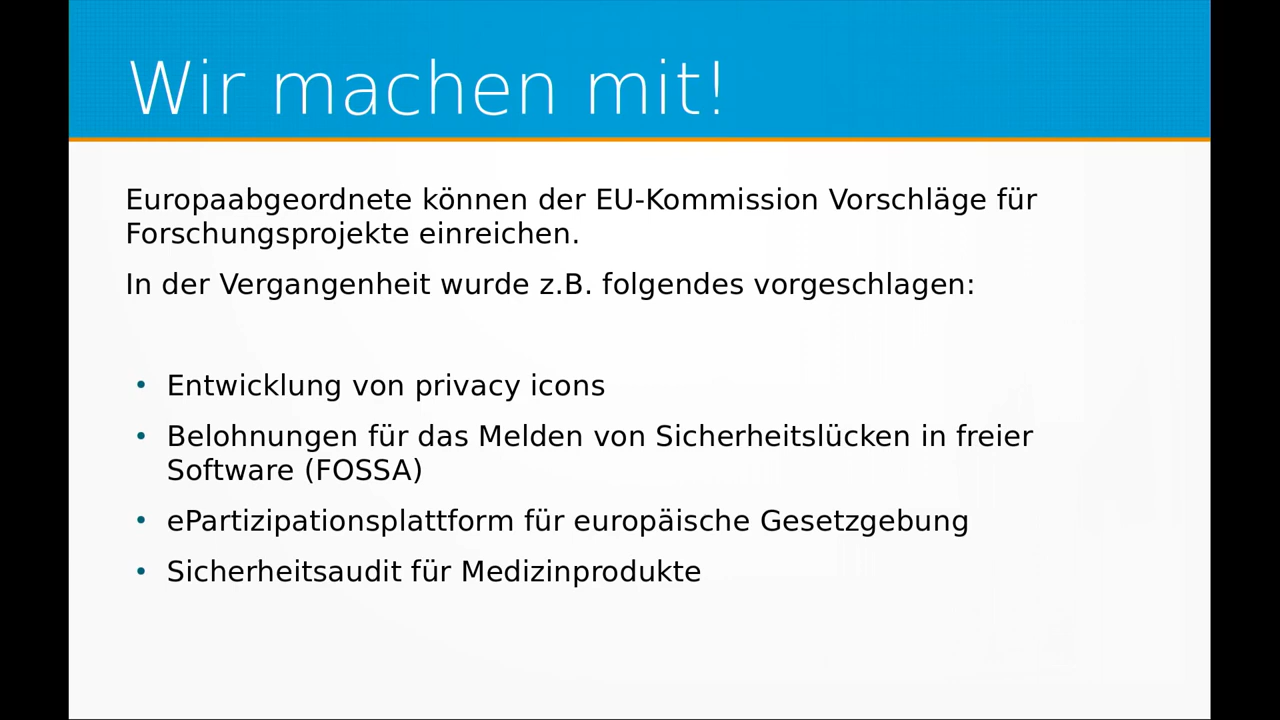 Wir machen mit!
Europaabgeordnete können der EU-Kommission Vorschläge für
Forschungsprojekte einreichen.
In der Vergangenheit wurde z.B. folgendes vorgeschlagen:
• Entwicklung von privacy icons
• Belohnungen für das Melden von Sicherheitslücken in freier
Software (FOSSA)
• ePartizipationsplattform für europäische Gesetzgebung
• Sicherheitsaudit für Medizinprodukte